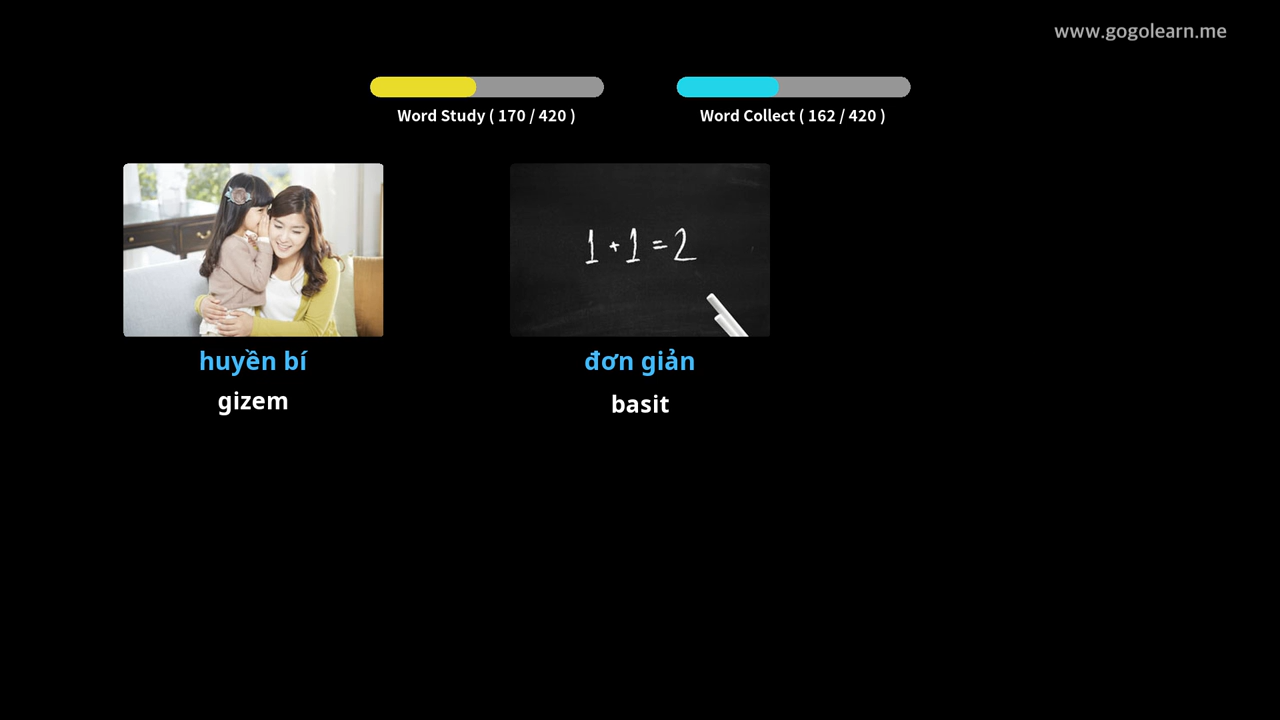 www.gogolearn.me
Word Study ( 170 / 420 )
Word Collect ( 162 / 420 )
1 + 1 = 2
huyền bí
gizem
đơn giản
basit